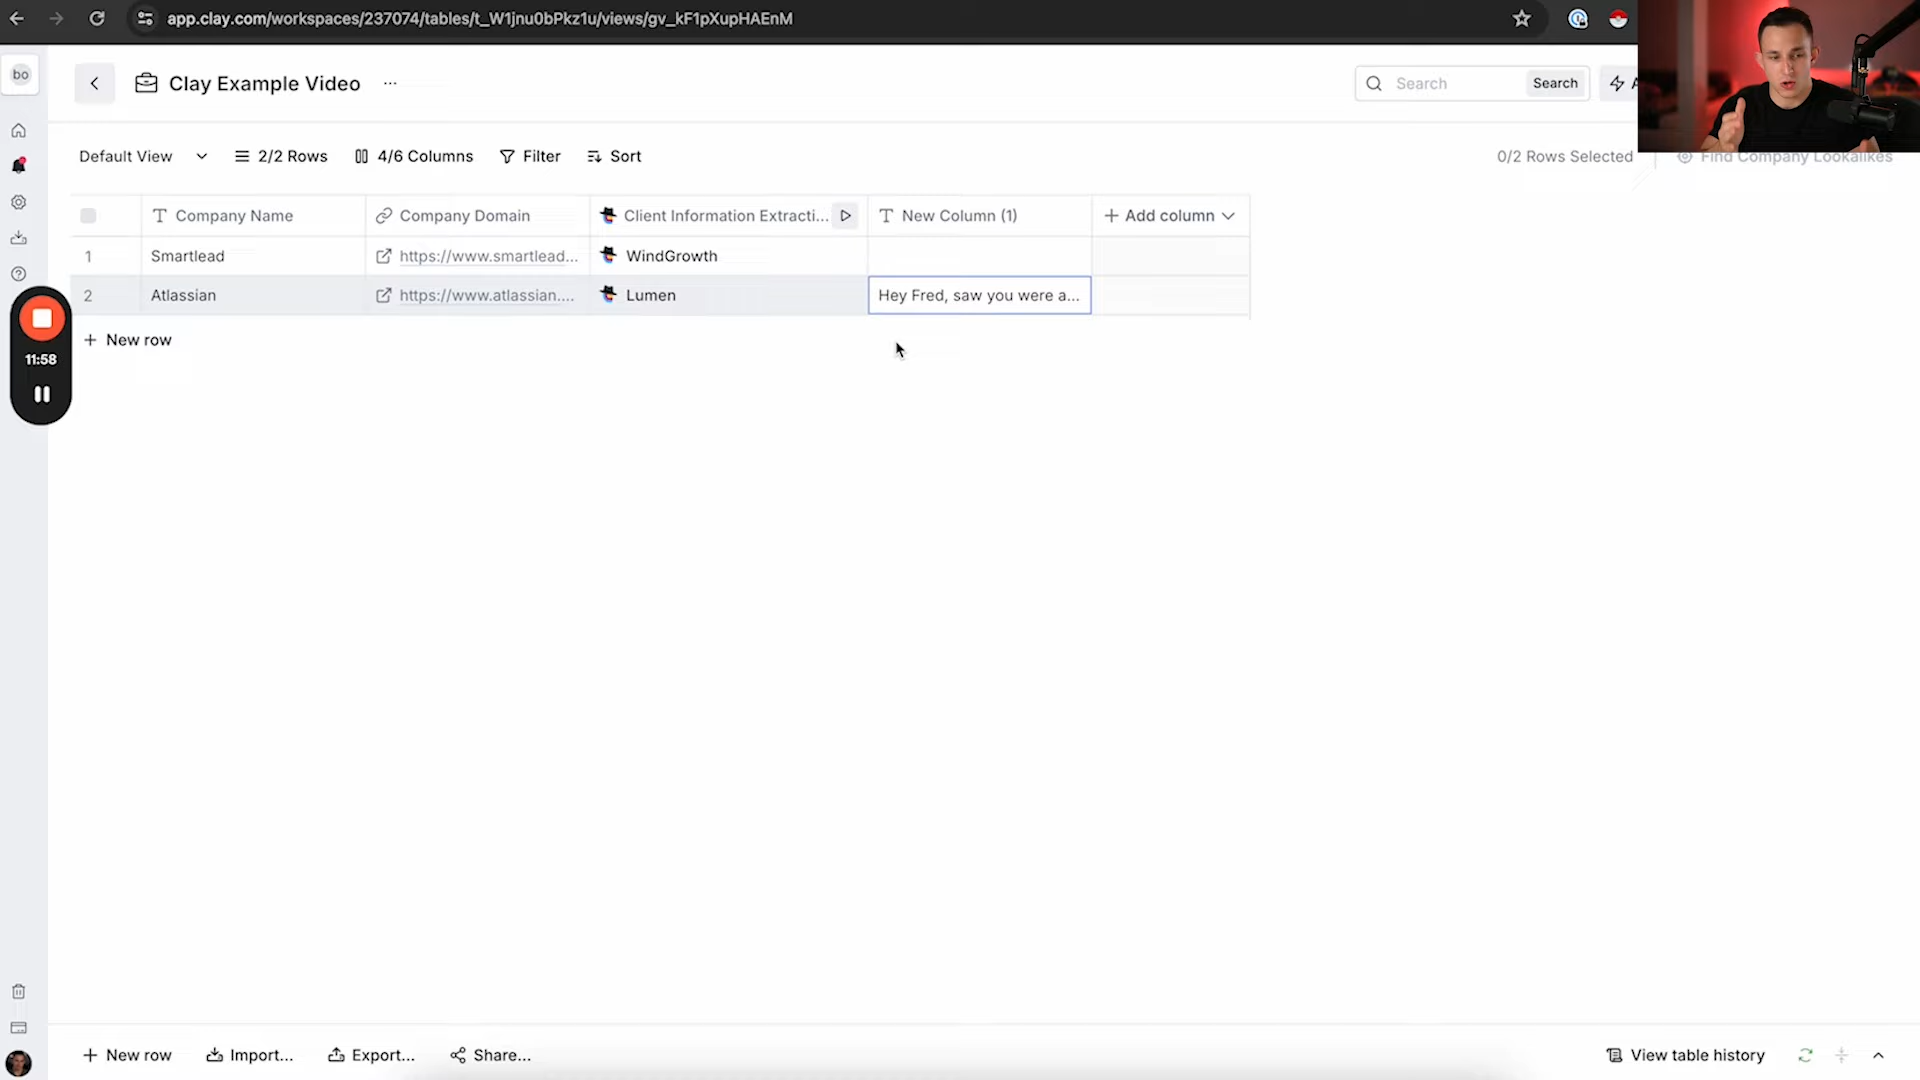 app.clay.com/workspaces/237074/tables/t_W1jnu0bPkz1u/views/gv_kF1pXupHAEnM
bo
Clay Example Video
Search
Search
Default View
2/2 Rows
4/6 Columns
Filter
Sort
0/2 Rows Selected
Find Company Lookalikes
Company Name
Company Domain
Client Information Extracti...
New Column (1)
Add column
1
Smartlead
https://www.smartlead...
WindGrowth
2
Atlassian
https://www.atlassian....
Lumen
Hey Fred, saw you were a...
New row
11:58
New row
Import...
Export...
Share...
View table history